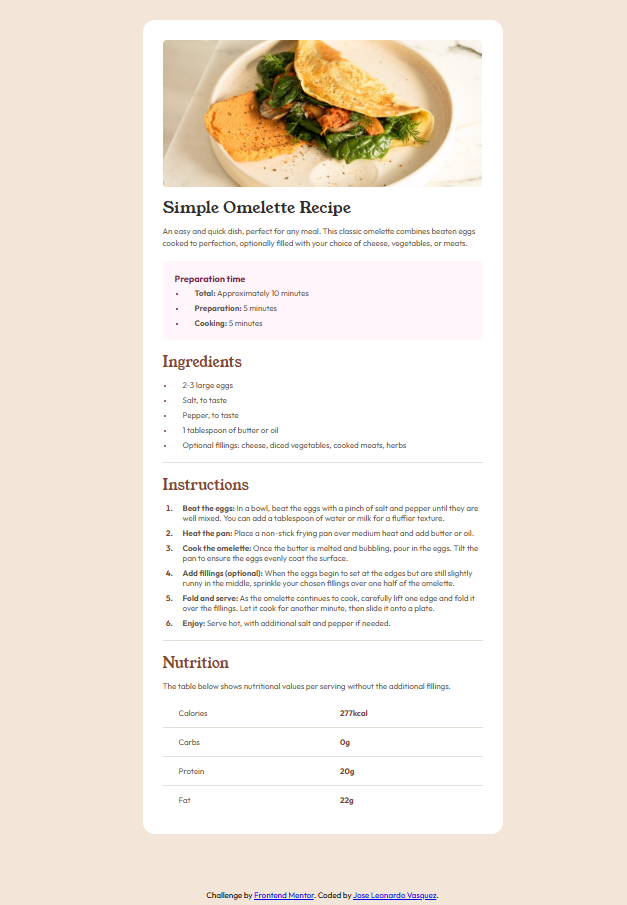 Simple Omelette Recipe
An easy and quick dish, perfect for any meal. This classic omelette combines beaten eggs
cooked to perfection, optionally filled with your choice of cheese, vegetables, or meats.
Preparation time
• Total: Approximately 10 minutes
• Preparation: 5 minutes
• Cooking: 5 minutes
Ingredients
• 2-3 large eggs
• Salt, to taste
• Pepper, to taste
• 1 tablespoon of butter or oil
• Optional fillings: cheese, diced vegetables, cooked meats, herbs
Instructions
1. Beat the eggs: In a bowl, beat the eggs with a pinch of salt and pepper until they are
well mixed. You can add a tablespoon of water or milk for a fluffier texture.
2. Heat the pan: Place a non-stick frying pan over medium heat and add butter or oil.
3. Cook the omelette: Once the butter is melted and bubbling, pour in the eggs. Tilt the
pan to ensure the eggs evenly coat the surface.
4. Add fillings (optional): When the eggs begin to set at the edges but are still slightly
runny in the middle, sprinkle your chosen fillings over one half of the omelette.
5. Fold and serve: As the omelette continues to cook, carefully lift one edge and fold it
over the fillings. Let it cook for another minute, then slide it onto a plate.
6. Enjoy: Serve hot, with additional salt and pepper if needed.
Nutrition
The table below shows nutritional values per serving without the additional fillings.
Calories 277kcal
Carbs 0g
Protein 20g
Fat 22g
Challenge by Frontend Mentor. Coded by Jose Leonardo Vasquez.